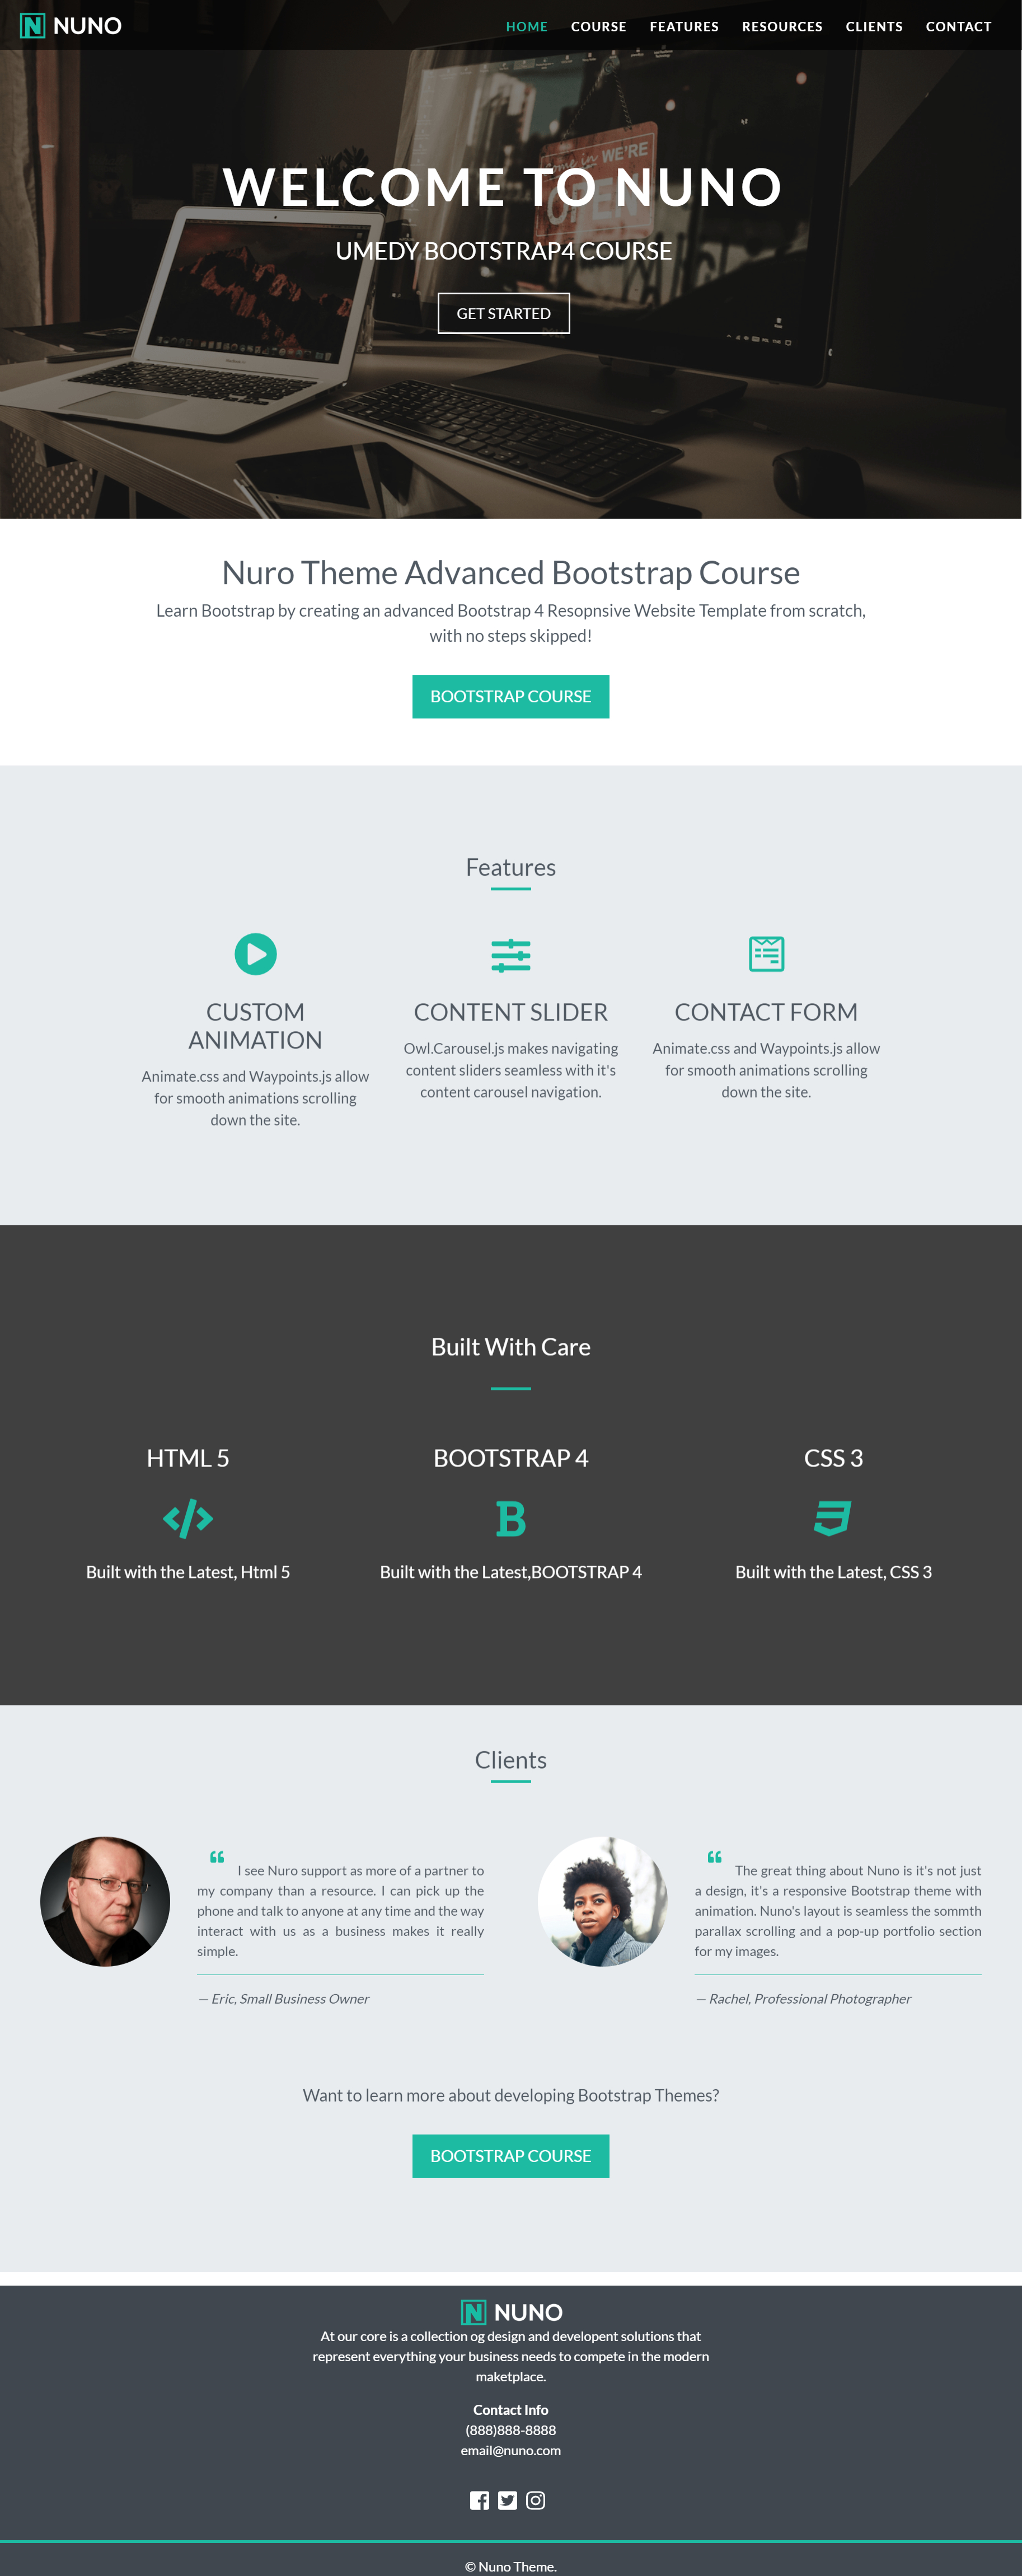 NUNO
HOME COURSE FEATURES RESOURCES CLIENTS CONTACT
come in WE'RE
OPEN
WELCOME TO NUNO
UMEDY BOOTSTRAP4 COURSE
GET STARTED
Nuro Theme Advanced Bootstrap Course
Learn Bootstrap by creating an advanced Bootstrap 4 Resopnsive Website Template from scratch,
with no steps skipped!
BOOTSTRAP COURSE
Features
CUSTOM
ANIMATION
Animate.css and Waypoints.js allow
for smooth animations scrolling
down the site.
CONTENT SLIDER
Owl.Carousel.js makes navigating
content sliders seamless with it's
content carousel navigation.
CONTACT FORM
Animate.css and Waypoints.js allow
for smooth animations scrolling
down the site.
Built With Care
HTML 5
Built with the Latest, Html 5
BOOTSTRAP 4
Built with the Latest,BOOTSTRAP 4
CSS 3
Built with the Latest, CSS 3
Clients
“ I see Nuro support as more of a partner to
my company than a resource. I can pick up the
phone and talk to anyone at any time and the way
interact with us as a business makes it really
simple.
— Eric, Small Business Owner
“ The great thing about Nuno is it's not just
a design, it's a responsive Bootstrap theme with
animation. Nuno's layout is seamless the sommth
parallax scrolling and a pop-up portfolio section
for my images.
— Rachel, Professional Photographer
Want to learn more about developing Bootstrap Themes?
BOOTSTRAP COURSE
NUNO
At our core is a collection og design and developent solutions that
represent everything your business needs to compete in the modern
maketplace.
Contact Info
(888)888-8888
email@nuno.com
© Nuno Theme.